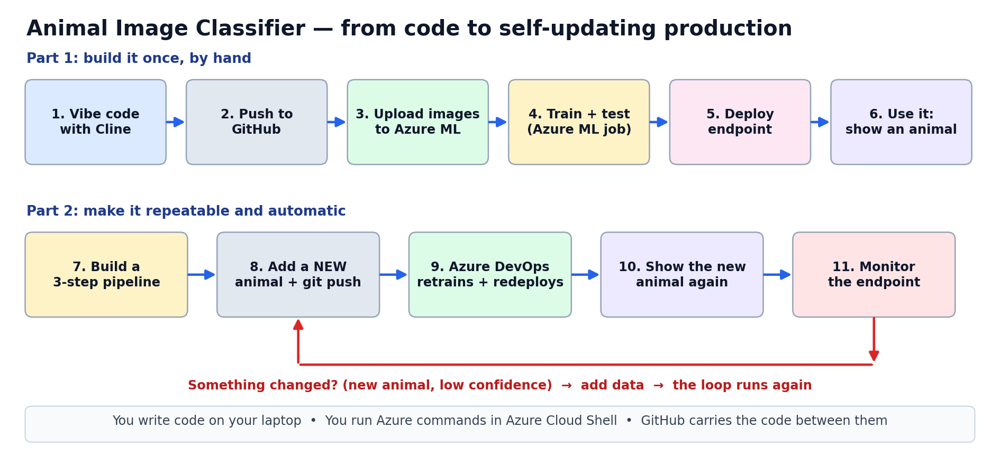 Animal Image Classifier — from code to self-updating production
Part 1: build it once, by hand
1. Vibe code
with Cline
2. Push to
GitHub
3. Upload images
to Azure ML
4. Train + test
(Azure ML job)
5. Deploy
endpoint
6. Use it:
show an animal
Part 2: make it repeatable and automatic
7. Build a
3-step pipeline
8. Add a NEW
animal + git push
9. Azure DevOps
retrains + redeploys
10. Show the new
animal again
11. Monitor
the endpoint
Something changed? (new animal, low confidence) → add data → the loop runs again
You write code on your laptop • You run Azure commands in Azure Cloud Shell • GitHub carries the code between them